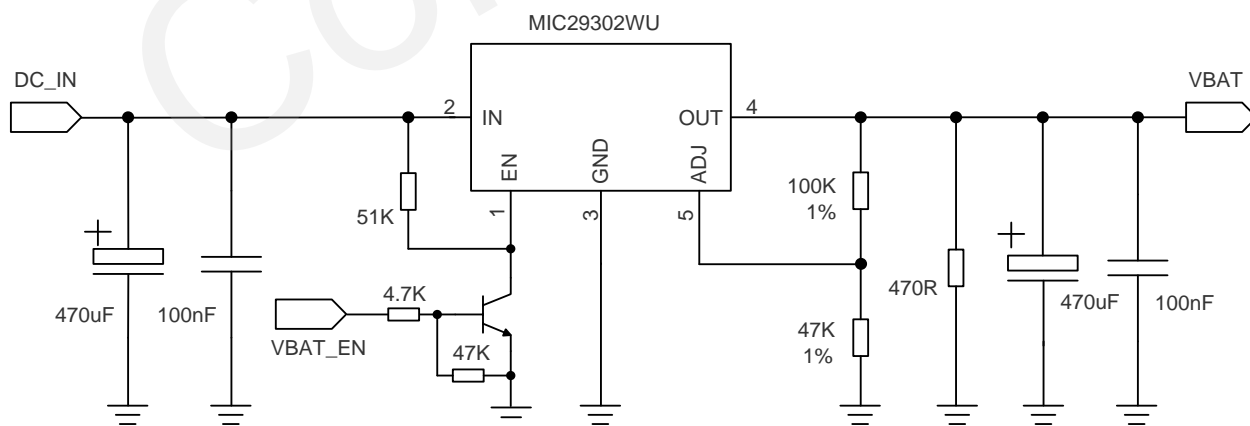 MIC29302WU
DC_IN
VBAT
2
IN
OUT
4
EN
GND
ADJ
1
3
5
51K
100K
1%
+
470uF
100nF
4.7K
VBAT_EN
47K
47K
1%
470R
+
470uF
100nF